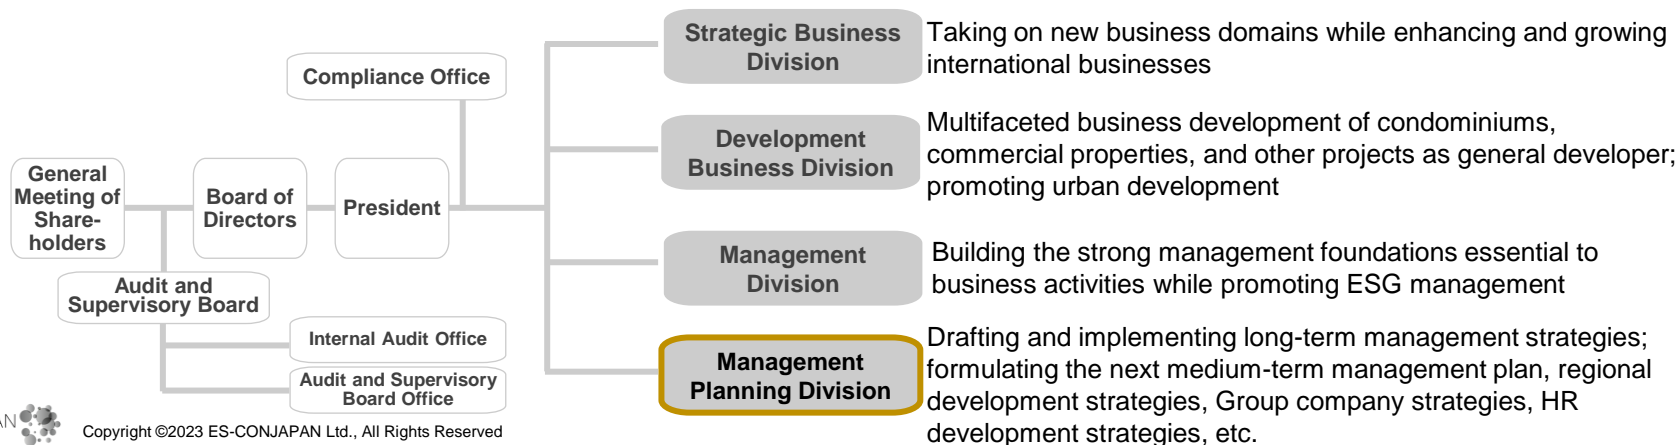 General
Meeting of
Share-
holders
Board of
Directors
President
Compliance Office
Audit and
Supervisory Board
Internal Audit Office
Audit and Supervisory
Board Office
Strategic Business
Division
Taking on new business domains while enhancing and growing
international businesses
Development
Business Division
Multifaceted business development of condominiums,
commercial properties, and other projects as general developer;
promoting urban development
Management
Division
Building the strong management foundations essential to
business activities while promoting ESG management
Management
Planning Division
Drafting and implementing long-term management strategies;
formulating the next medium-term management plan, regional
development strategies, Group company strategies, HR
development strategies, etc.
AN
Copyright ©2023 ES-CONJAPAN Ltd., All Rights Reserved